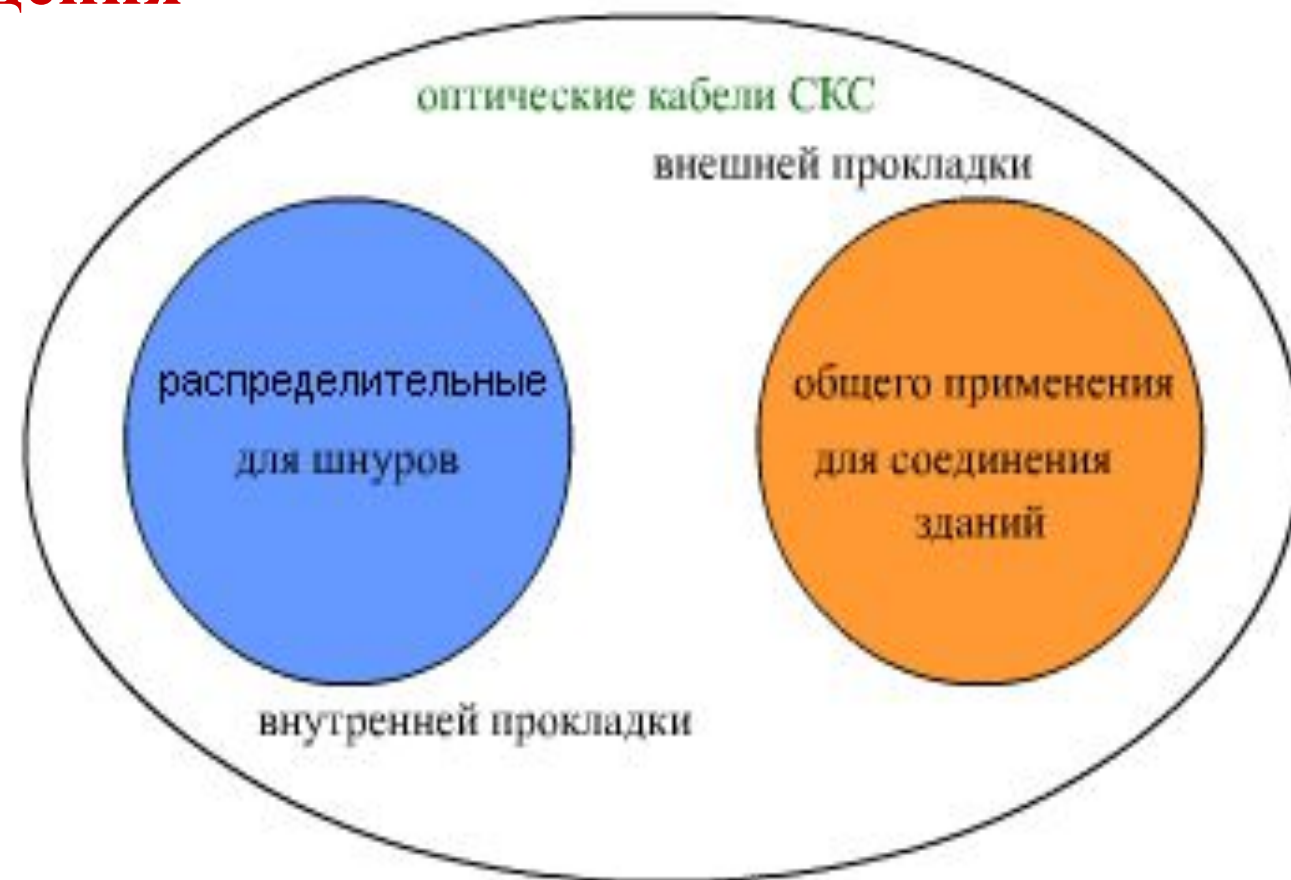 оптические кабели СКС
внешней прокладки
распределительные
для шнуров
общего применения
для соединения
зданий
внутренней прокладки